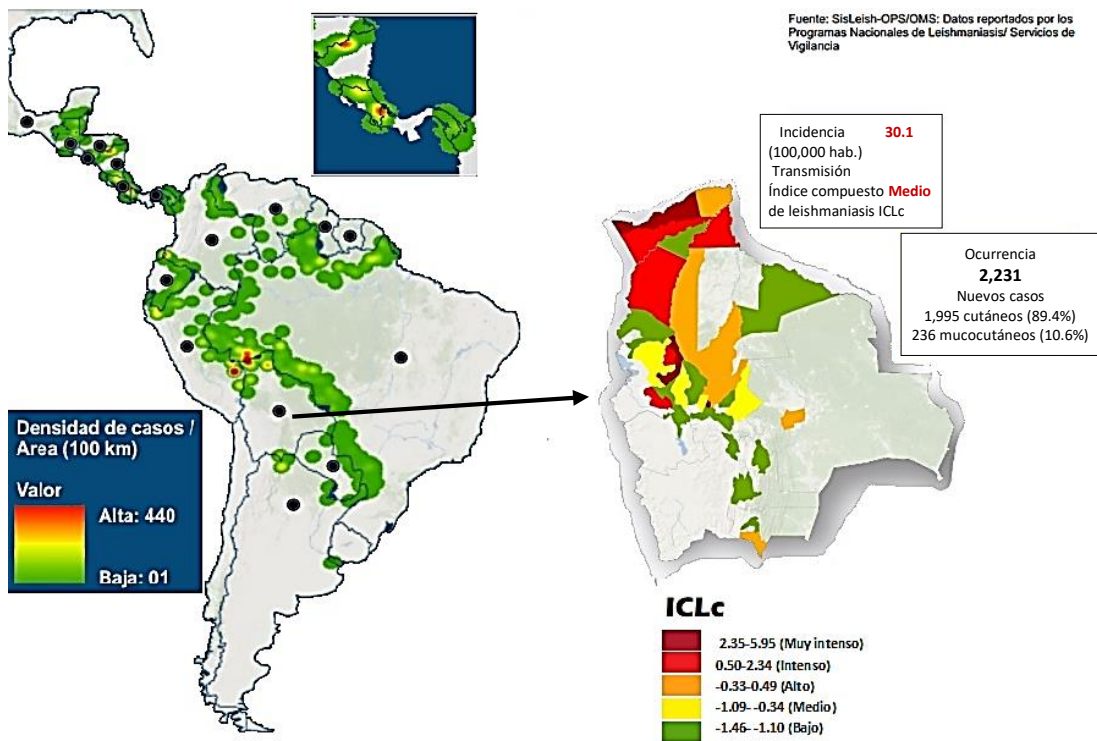 Fuente: SisLeish-OPS/OMS: Datos reportados por los
Programas Nacionales de Leishmaniasis/ Servicios de
Vigilancia
Incidencia 30.1
(100,000 hab.)
Transmisión
Índice compuesto Medio
de leishmaniasis ICLc
Ocurrencia
2,231
Nuevos casos
1,995 cutáneos (89.4%)
236 mucocutáneos (10.6%)
Densidad de casos /
Area (100 km)
Valor
Alta: 440
Baja: 01
ICLc
2.35-5.95 (Muy intenso)
0.50-2.34 (Intenso)
-0.33-0.49 (Alto)
-1.09- -0.34 (Medio)
-1.46- -1.10 (Bajo)